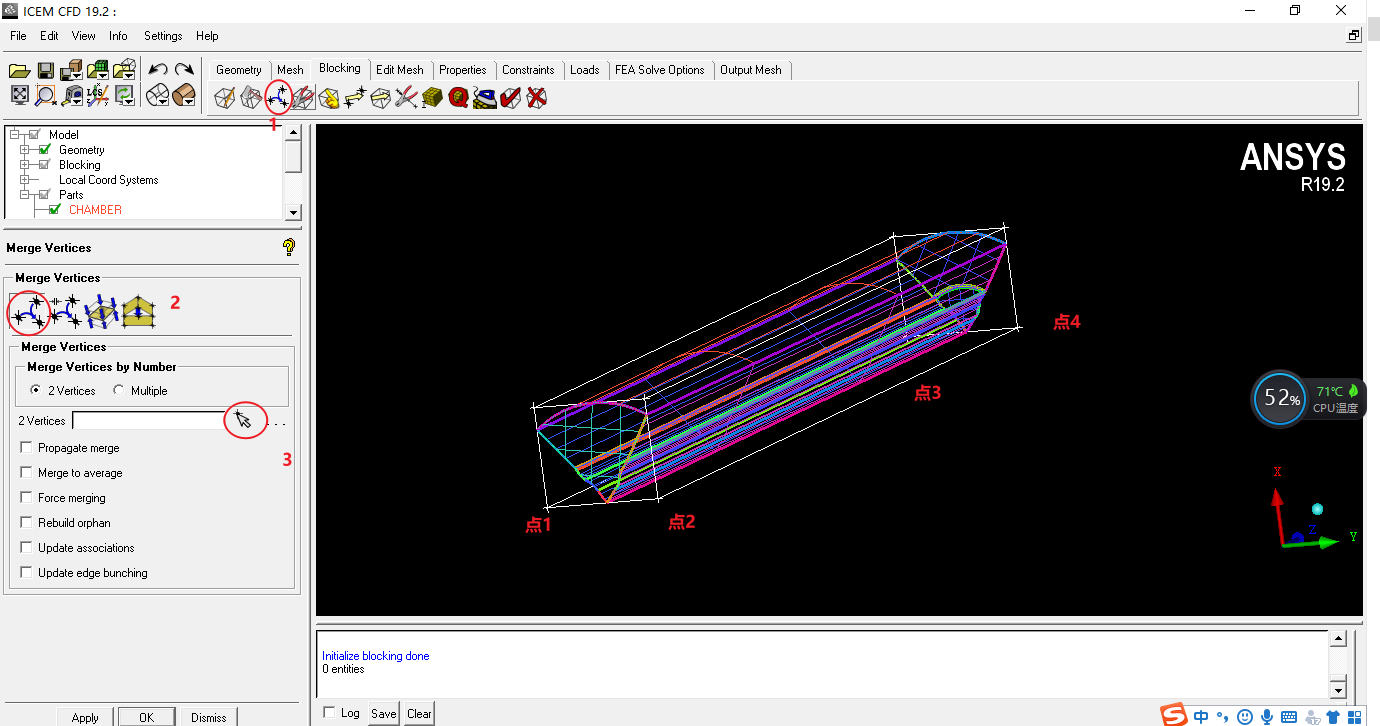 ICEM CFD 19.2 :
File Edit View Info Settings Help
Geometry Mesh Blocking Edit Mesh Properties Constraints Loads FEA Solve Options Output Mesh
LCS
1
Model
Geometry
Blocking
Local Coord Systems
Parts
CHAMBER
Merge Vertices
?
Merge Vertices
2
Merge Vertices
Merge Vertices by Number
2 Vertices Multiple
2 Vertices
. . .
3
Propagate merge
Merge to average
Force merging
Rebuild orphan
Update associations
Update edge bunching
Apply OK Dismiss
ANSYS
R19.2
点4
点3
点1
点2
X
Y
Z
52%
71℃
CPU温度
Initialize blocking done
0 entities
Log Save Clear
S 中